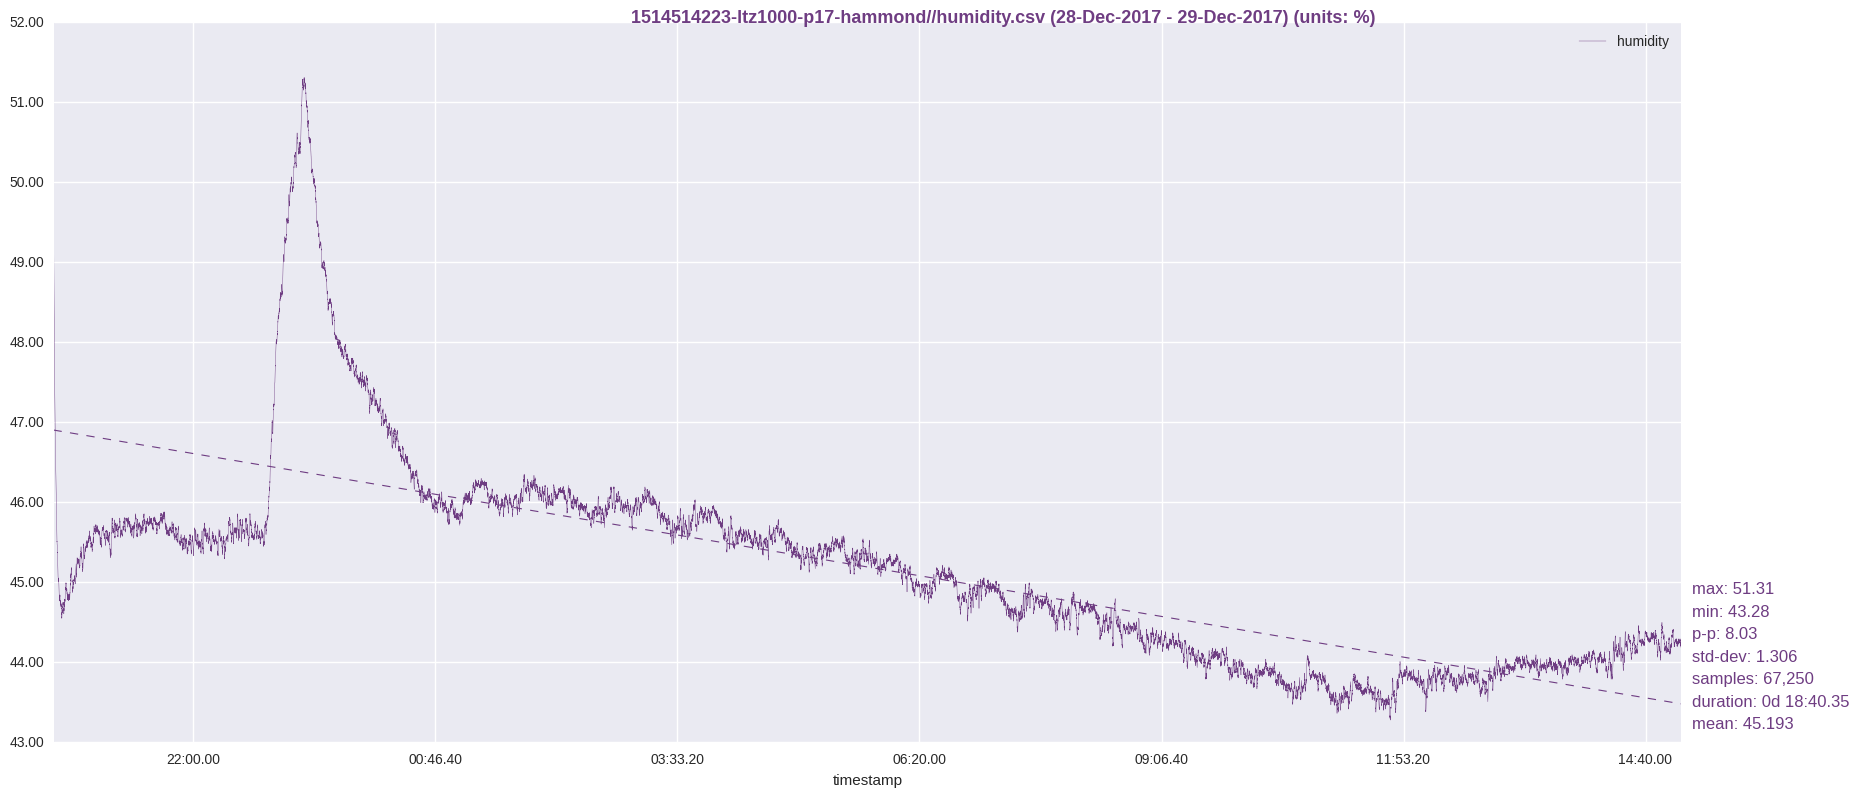 1514514223-ltz1000-p17-hammond//humidity.csv (28-Dec-2017 - 29-Dec-2017) (units: %)
humidity
52.00
51.00
50.00
49.00
48.00
47.00
46.00
45.00
44.00
43.00
22:00.00 00:46.40 03:33.20 06:20.00 09:06.40 11:53.20 14:40.00
timestamp
max: 51.31
min: 43.28
p-p: 8.03
std-dev: 1.306
samples: 67,250
duration: 0d 18:40.35
mean: 45.193